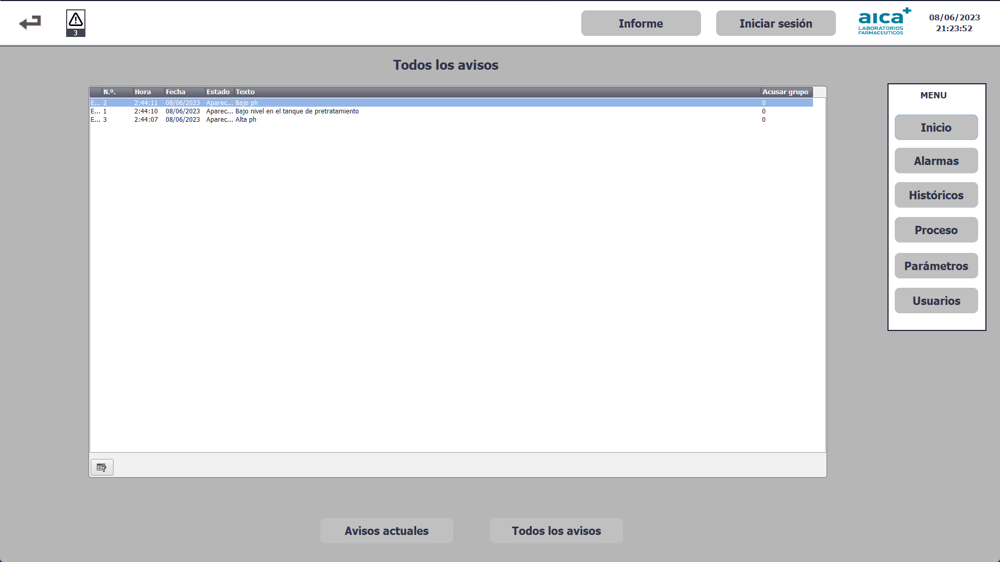 3
Informe
Iniciar sesión
aica+
LABORATORIOS
FARMACEUTICOS
08/06/2023
21:23:52
Todos los avisos
N.º. Hora Fecha Estado Texto Acusar grupo
E... 2 2:44:11 08/06/2023 Aparec... Bajo ph 0
E... 1 2:44:10 08/06/2023 Aparec... Bajo nivel en el tanque de pretratamiento 0
E... 3 2:44:07 08/06/2023 Aparec... Alta ph 0
MENU
Inicio
Alarmas
Históricos
Proceso
Parámetros
Usuarios
Avisos actuales
Todos los avisos